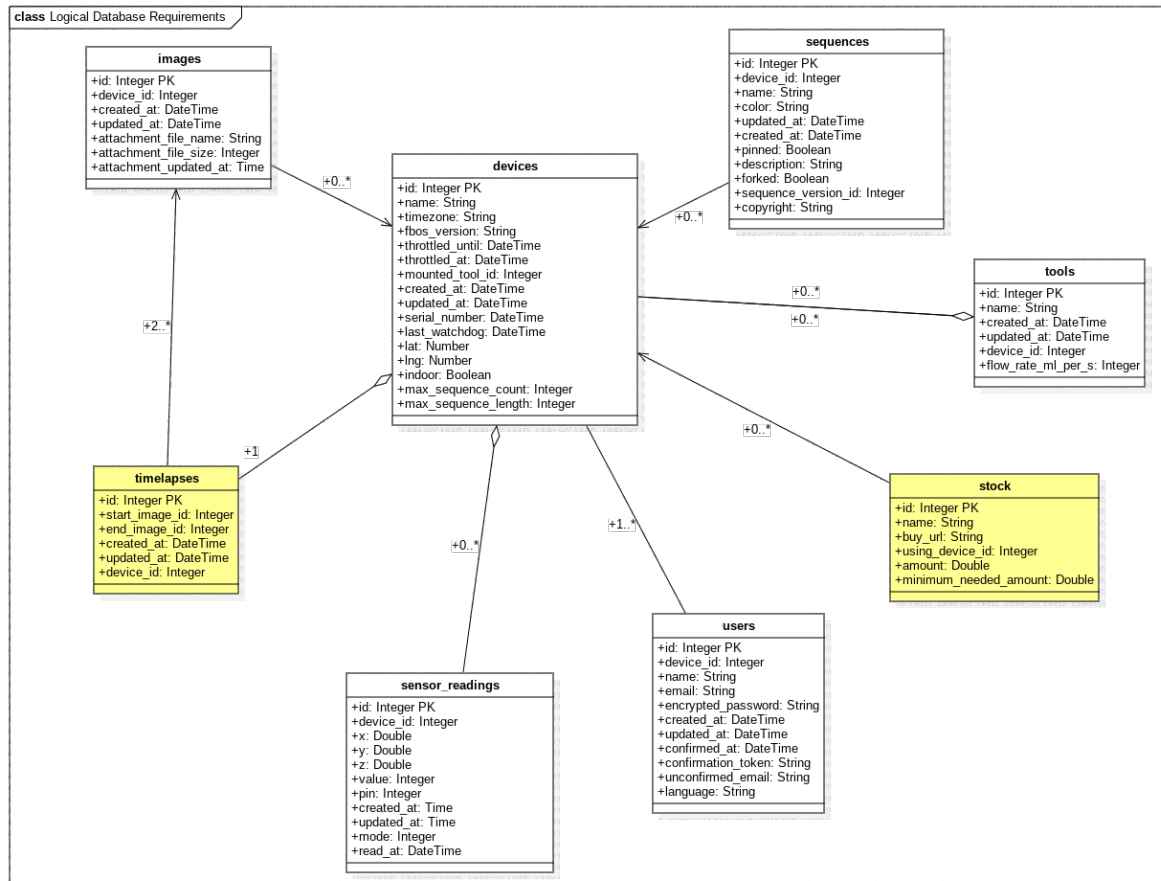 class Logical Database Requirements
images
+id: Integer PK
+device_id: Integer
+created_at: DateTime
+updated_at: DateTime
+attachment_file_name: String
+attachment_file_size: Integer
+attachment_updated_at: Time
sequences
+id: Integer PK
+device_id: Integer
+name: String
+color: String
+updated_at: DateTime
+created_at: DateTime
+pinned: Boolean
+description: String
+forked: Boolean
+sequence_version_id: Integer
+copyright: String
devices
+id: Integer PK
+name: String
+timezone: String
+fbos_version: String
+throttled_until: DateTime
+throttled_at: DateTime
+mounted_tool_id: Integer
+created_at: DateTime
+updated_at: DateTime
+serial_number: DateTime
+last_watchdog: DateTime
+lat: Number
+lng: Number
+indoor: Boolean
+max_sequence_count: Integer
+max_sequence_length: Integer
+0..*
+0..*
tools
+id: Integer PK
+name: String
+created_at: DateTime
+updated_at: DateTime
+device_id: Integer
+flow_rate_ml_per_s: Integer
+0..*
+0..*
+2..*
+1
+0..*
timelapses
+id: Integer PK
+start_image_id: Integer
+end_image_id: Integer
+created_at: DateTime
+updated_at: DateTime
+device_id: Integer
stock
+id: Integer PK
+name: String
+buy_url: String
+using_device_id: Integer
+amount: Double
+minimum_needed_amount: Double
+0..*
+1..*
users
+id: Integer PK
+device_id: Integer
+name: String
+email: String
+encrypted_password: String
+created_at: DateTime
+updated_at: DateTime
+confirmed_at: DateTime
+confirmation_token: String
+unconfirmed_email: String
+language: String
sensor_readings
+id: Integer PK
+device_id: Integer
+x: Double
+y: Double
+z: Double
+value: Integer
+pin: Integer
+created_at: Time
+updated_at: Time
+mode: Integer
+read_at: DateTime